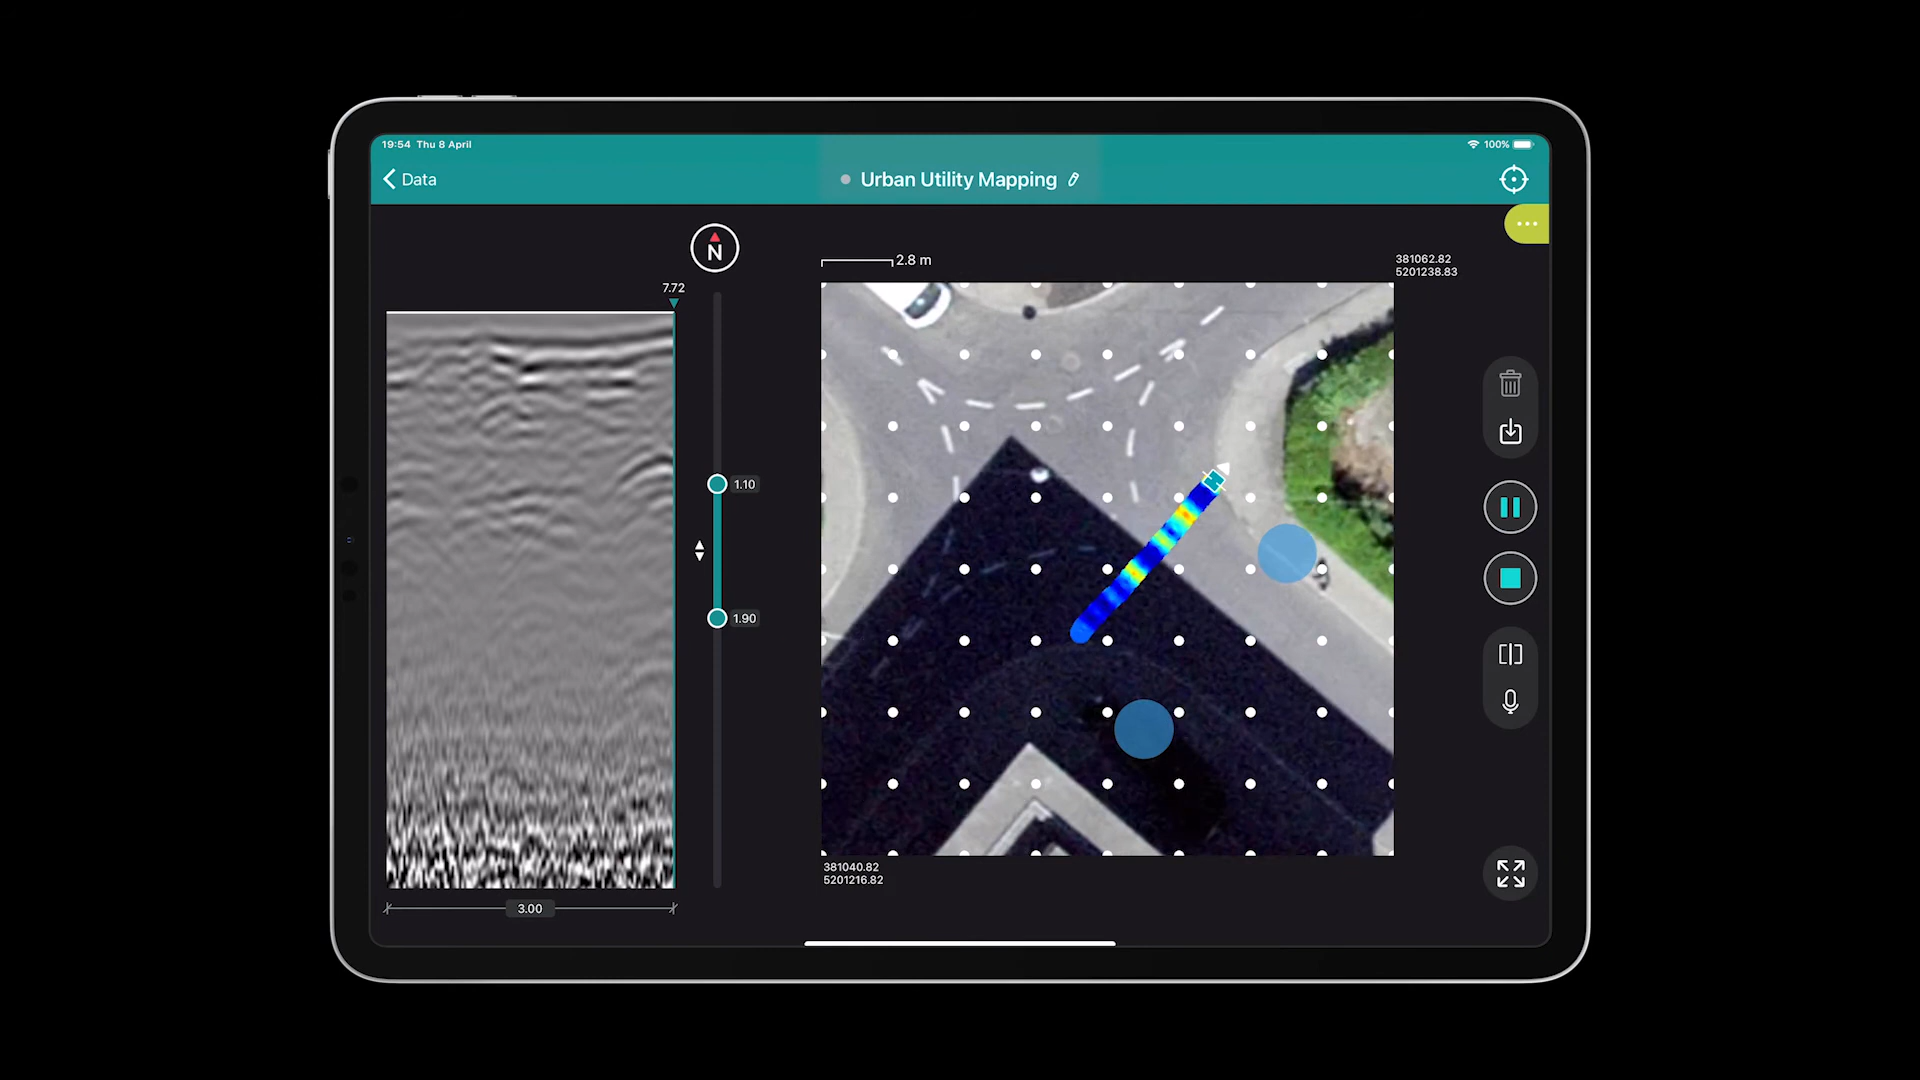 19:54 Thu 8 April
100%
Data
Urban Utility Mapping
N
2.8 m
381062.82
5201238.83
7.72
1.10
1.90
381040.82
5201216.82
3.00